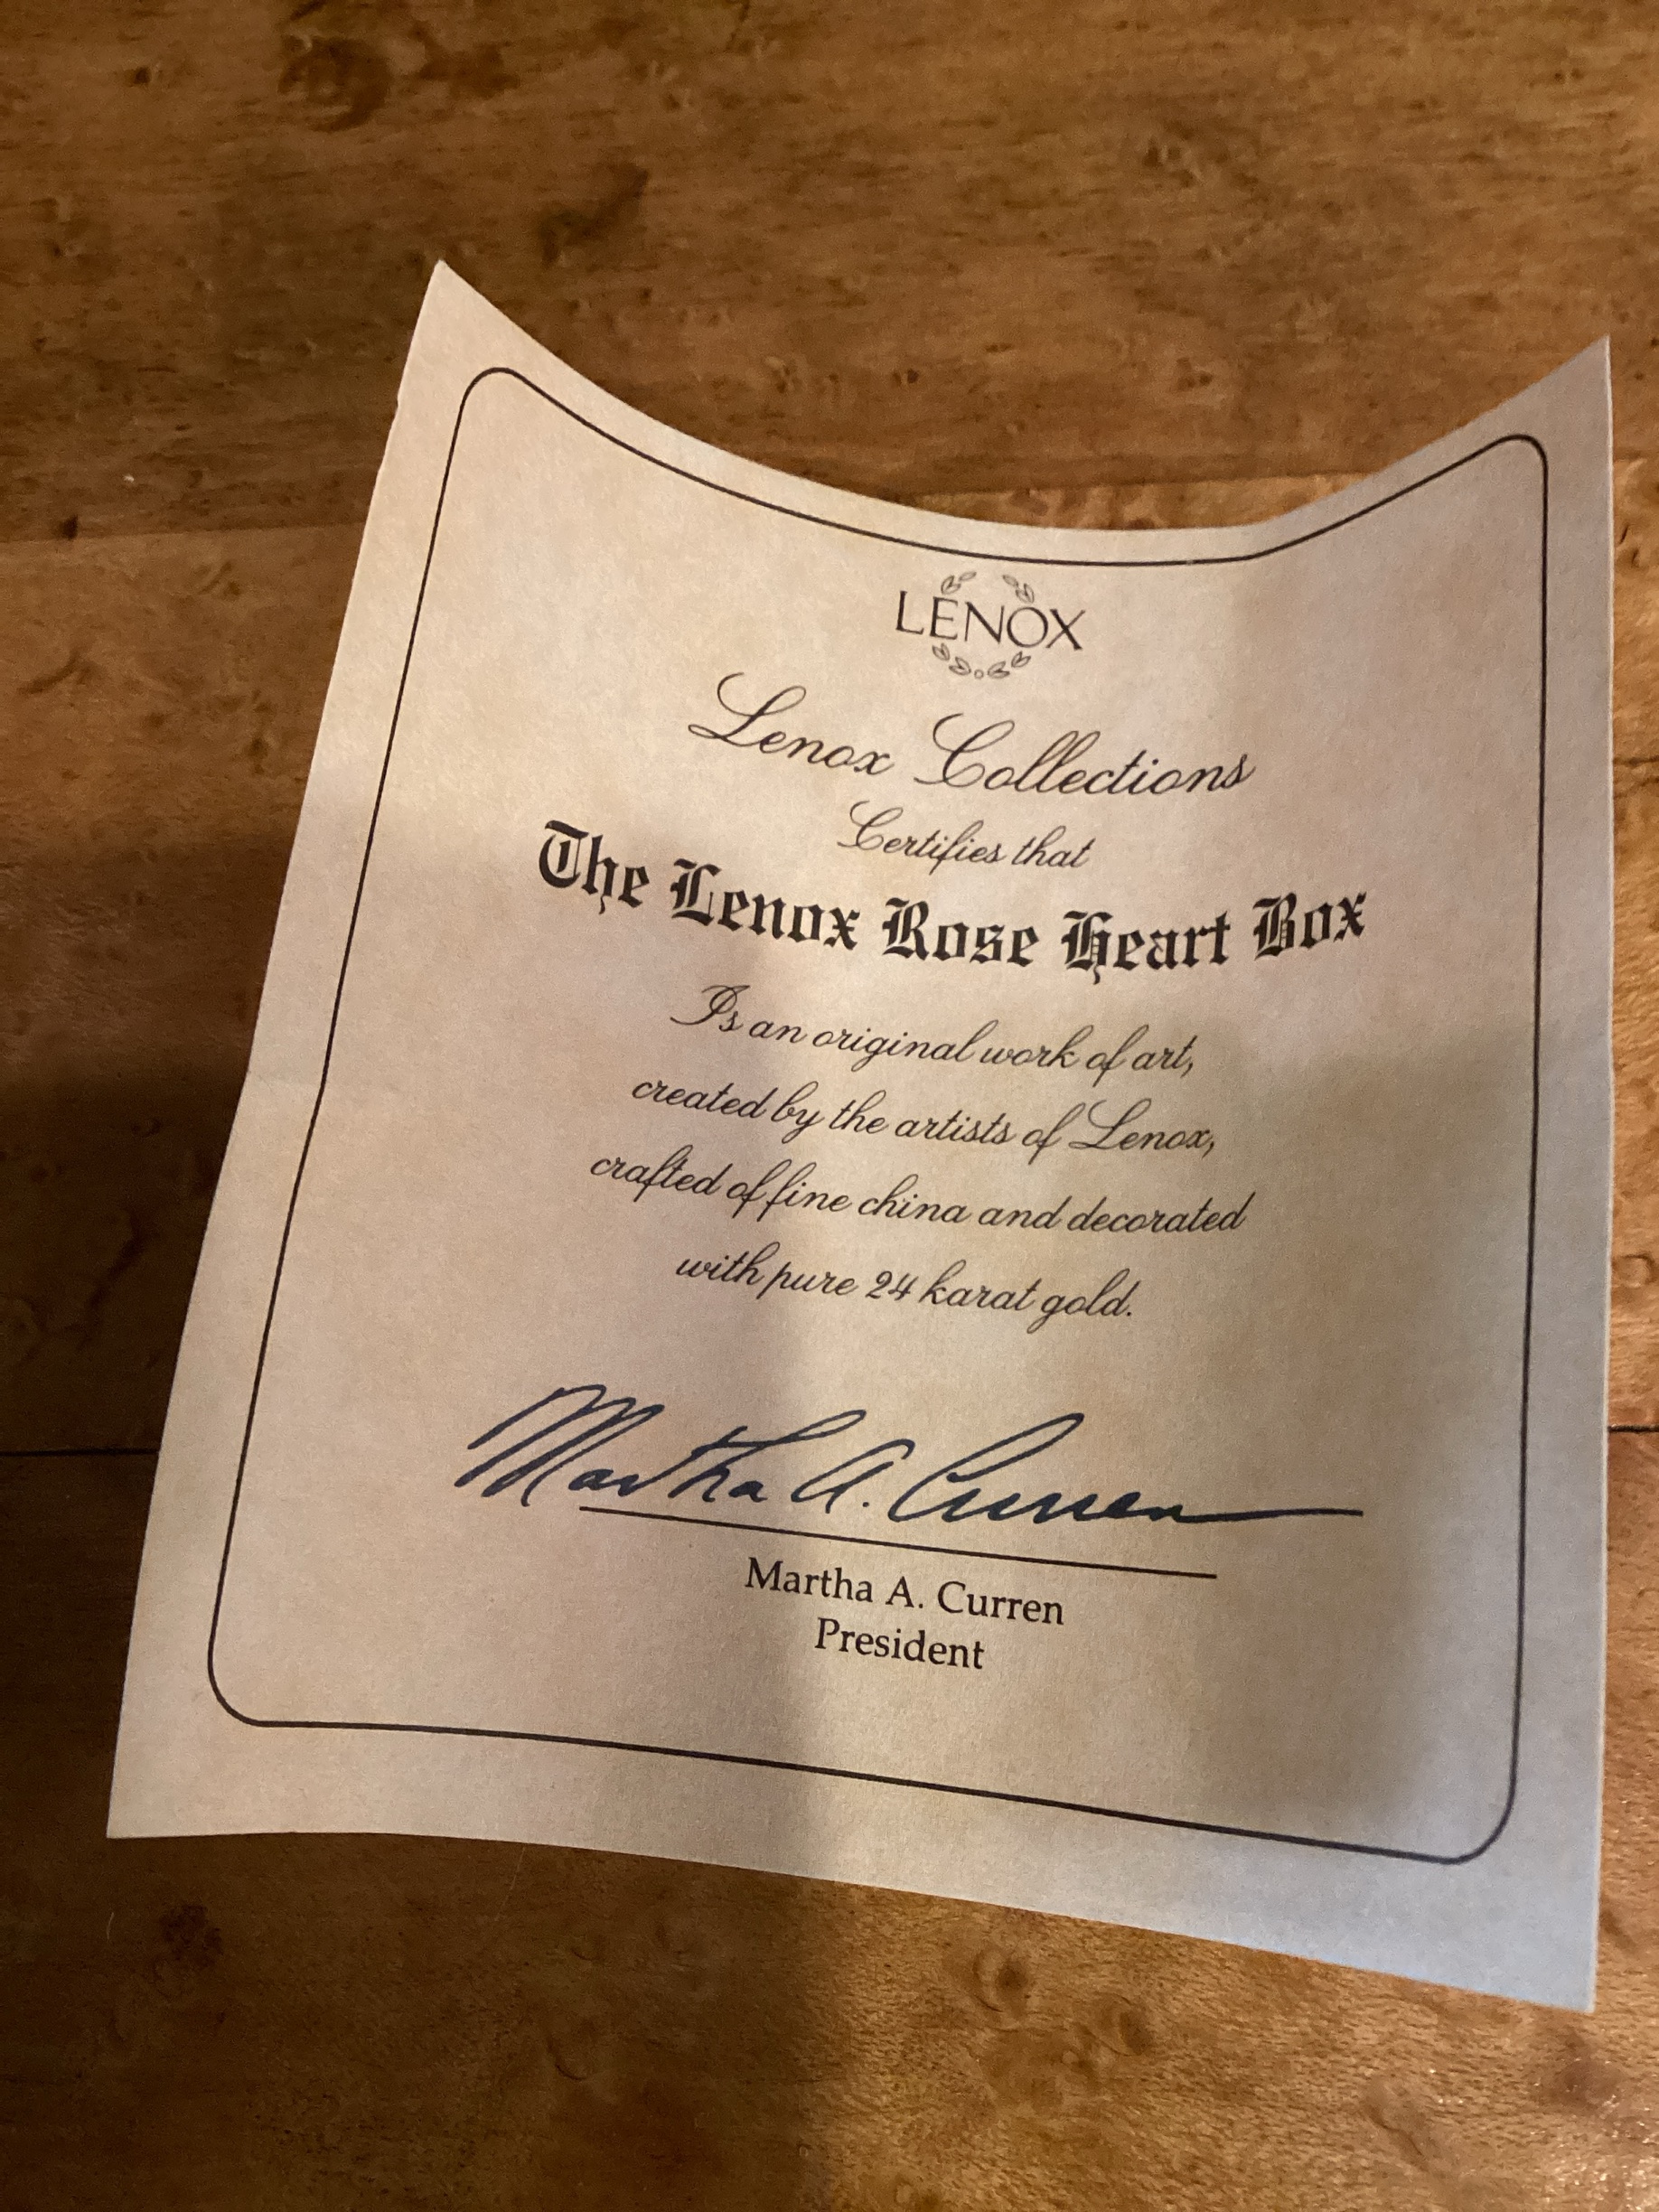 LENOX
Lenox Collections
Certifies that
The Lenox Rose Heart Box
Is an original work of art,
created by the artists of Lenox,
crafted of fine china and decorated
with pure 24 karat gold.
Martha A. Curren
Martha A. Curren
President